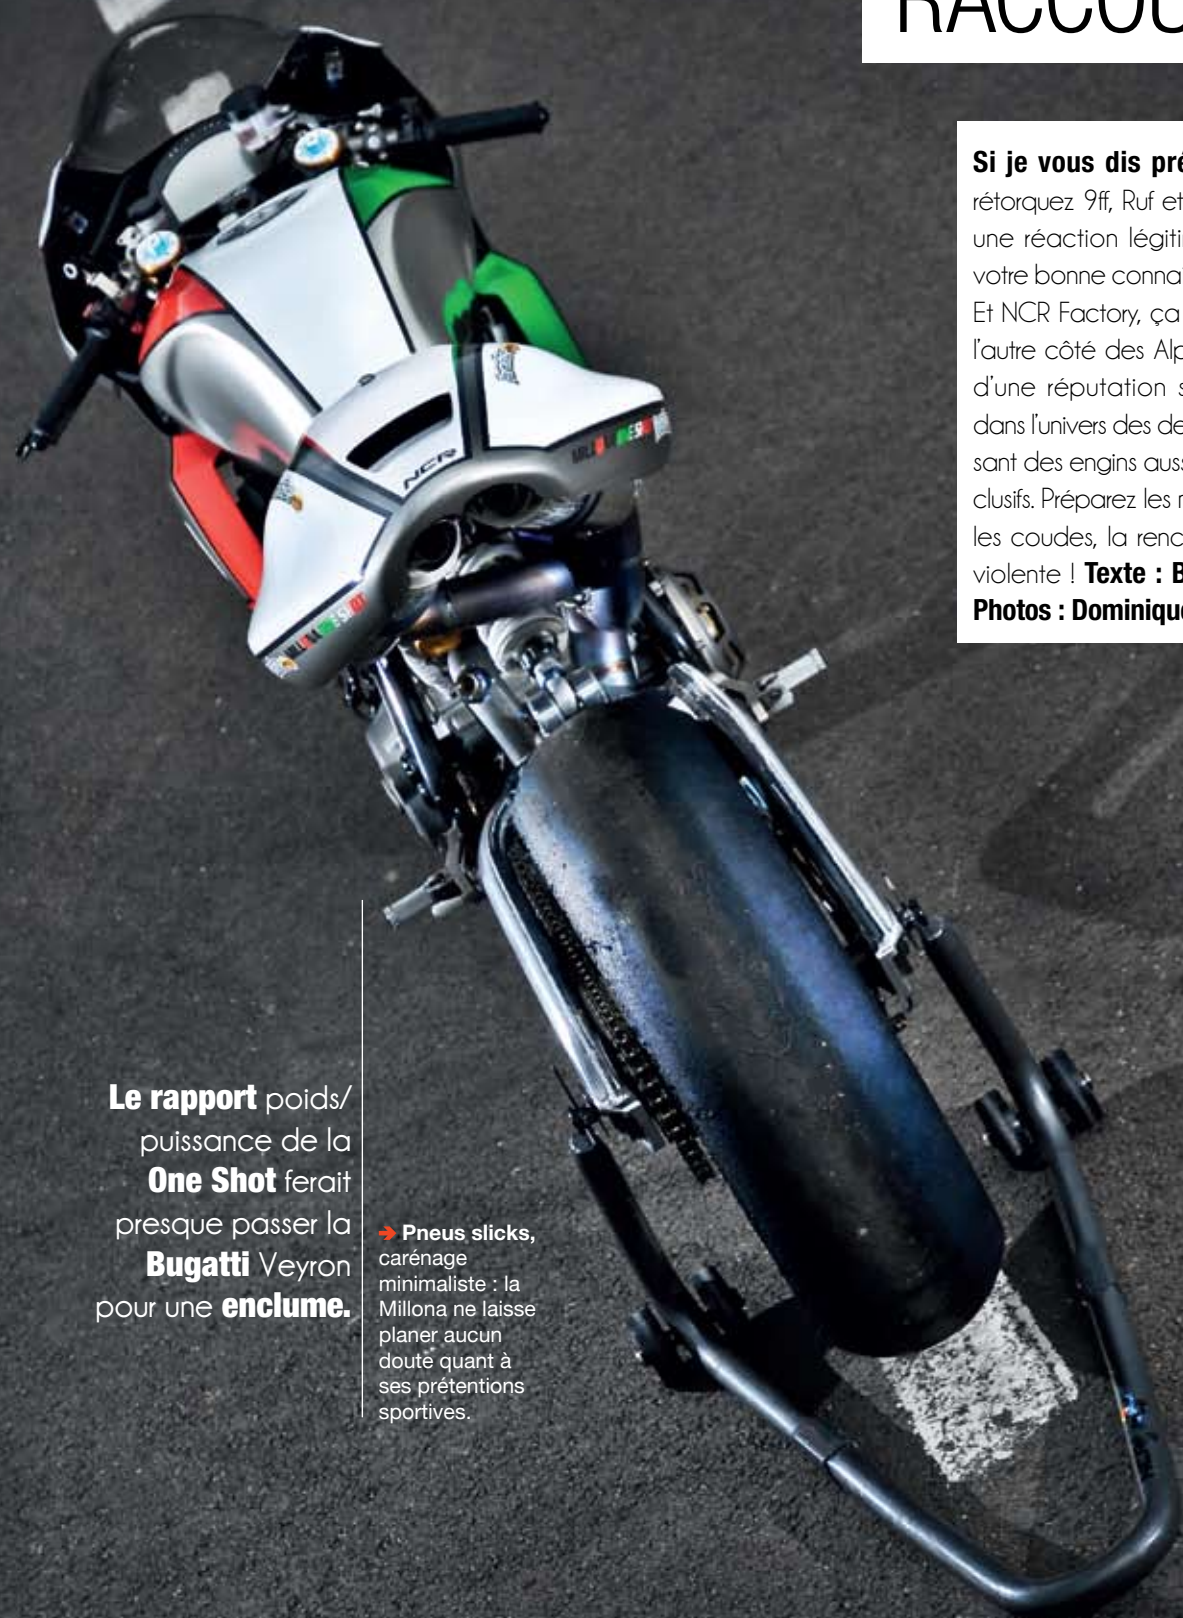 RACCOU
Si je vous dis pré
rétorquez 9ff, Ruf et
une réaction légiti
votre bonne connai
Et NCR Factory, ça
l'autre côté des Alp
d'une réputation s
dans l'univers des de
sant des engins auss
clusifs. Préparez les
les coudes, la renc
violente ! Texte : B
Photos : Dominique
NCR
Le rapport poids/
puissance de la
One Shot ferait
presque passer la
Bugatti Veyron
pour une enclume.
➔ Pneus slicks,
carénage
minimaliste : la
Millona ne laisse
planer aucun
doute quant à
ses prétentions
sportives.